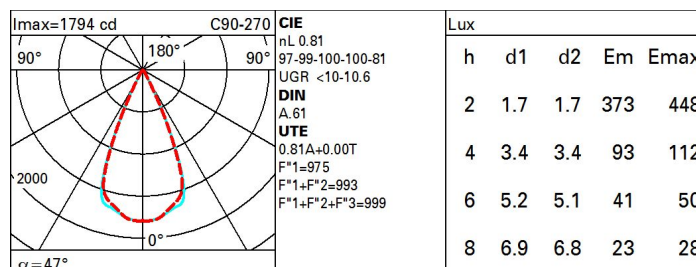 Imax=1794 cd C90-270
90° 180° 90°
2000
0°
α=47°
CIE
nL 0.81
97-99-100-100-81
UGR <10-10.6
DIN
A.61
UTE
0.81A+0.00T
F"1=975
F"1+F"2=993
F"1+F"2+F"3=999
Lux
h d1 d2 Em Emax
2 1.7 1.7 373 448
4 3.4 3.4 93 112
6 5.2 5.1 41 50
8 6.9 6.8 23 28